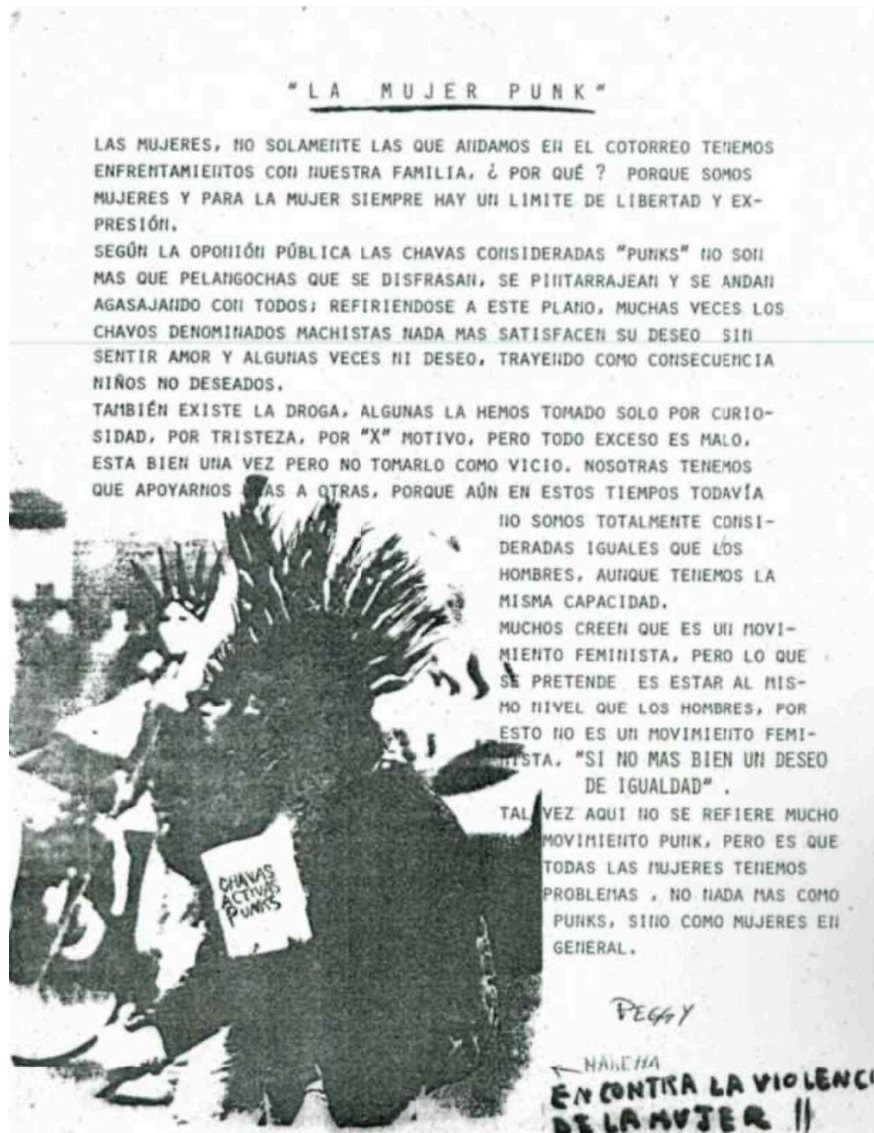 "LA MUJER PUNK"
LAS MUJERES, NO SOLAMENTE LAS QUE ANDAMOS EN EL COTORREO TENEMOS
ENFRENTAMIENTOS CON NUESTRA FAMILIA, ¿ POR QUÉ ? PORQUE SOMOS
MUJERES Y PARA LA MUJER SIEMPRE HAY UN LIMITE DE LIBERTAD Y EX-
PRESIÓN.
SEGÚN LA OPONIÓN PÚBLICA LAS CHAVAS CONSIDERADAS "PUNKS" NO SON
MAS QUE PELANGOCHAS QUE SE DISFRASAN, SE PINTARRAJEAN Y SE ANDAN
AGASAJANDO CON TODOS; REFIRIENDOSE A ESTE PLANO, MUCHAS VECES LOS
CHAVOS DENOMINADOS MACHISTAS NADA MAS SATISFACEN SU DESEO SIN
SENTIR AMOR Y ALGUNAS VECES NI DESEO, TRAYENDO COMO CONSECUENCIA
NIÑOS NO DESEADOS.
TAMBIÉN EXISTE LA DROGA, ALGUNAS LA HEMOS TOMADO SOLO POR CURIO-
SIDAD, POR TRISTEZA, POR "X" MOTIVO, PERO TODO EXCESO ES MALO,
ESTA BIEN UNA VEZ PERO NO TOMARLO COMO VICIO. NOSOTRAS TENEMOS
QUE APOYARNOS UNAS A OTRAS, PORQUE AÚN EN ESTOS TIEMPOS TODAVÍA
NO SOMOS TOTALMENTE CONSI-
DERADAS IGUALES QUE LOS
HOMBRES, AUNQUE TENEMOS LA
MISMA CAPACIDAD.
MUCHOS CREEN QUE ES UN MOVI-
MIENTO FEMINISTA, PERO LO QUE
SE PRETENDE ES ESTAR AL MIS-
MO NIVEL QUE LOS HOMBRES, POR
ESTO NO ES UN MOVIMIENTO FEMI-
NISTA, "SI NO MAS BIEN UN DESEO
DE IGUALDAD" .
TAL VEZ AQUI NO SE REFIERE MUCHO
MOVIMIENTO PUNK, PERO ES QUE
TODAS LAS MUJERES TENEMOS
PROBLEMAS , NO NADA MAS COMO
PUNKS, SINO COMO MUJERES EN
GENERAL.
CHAVAS
ACTIVAS
PUNKS
PEGGY
MARCHA
EN CONTRA LA VIOLENC
DE LA MUJER !!